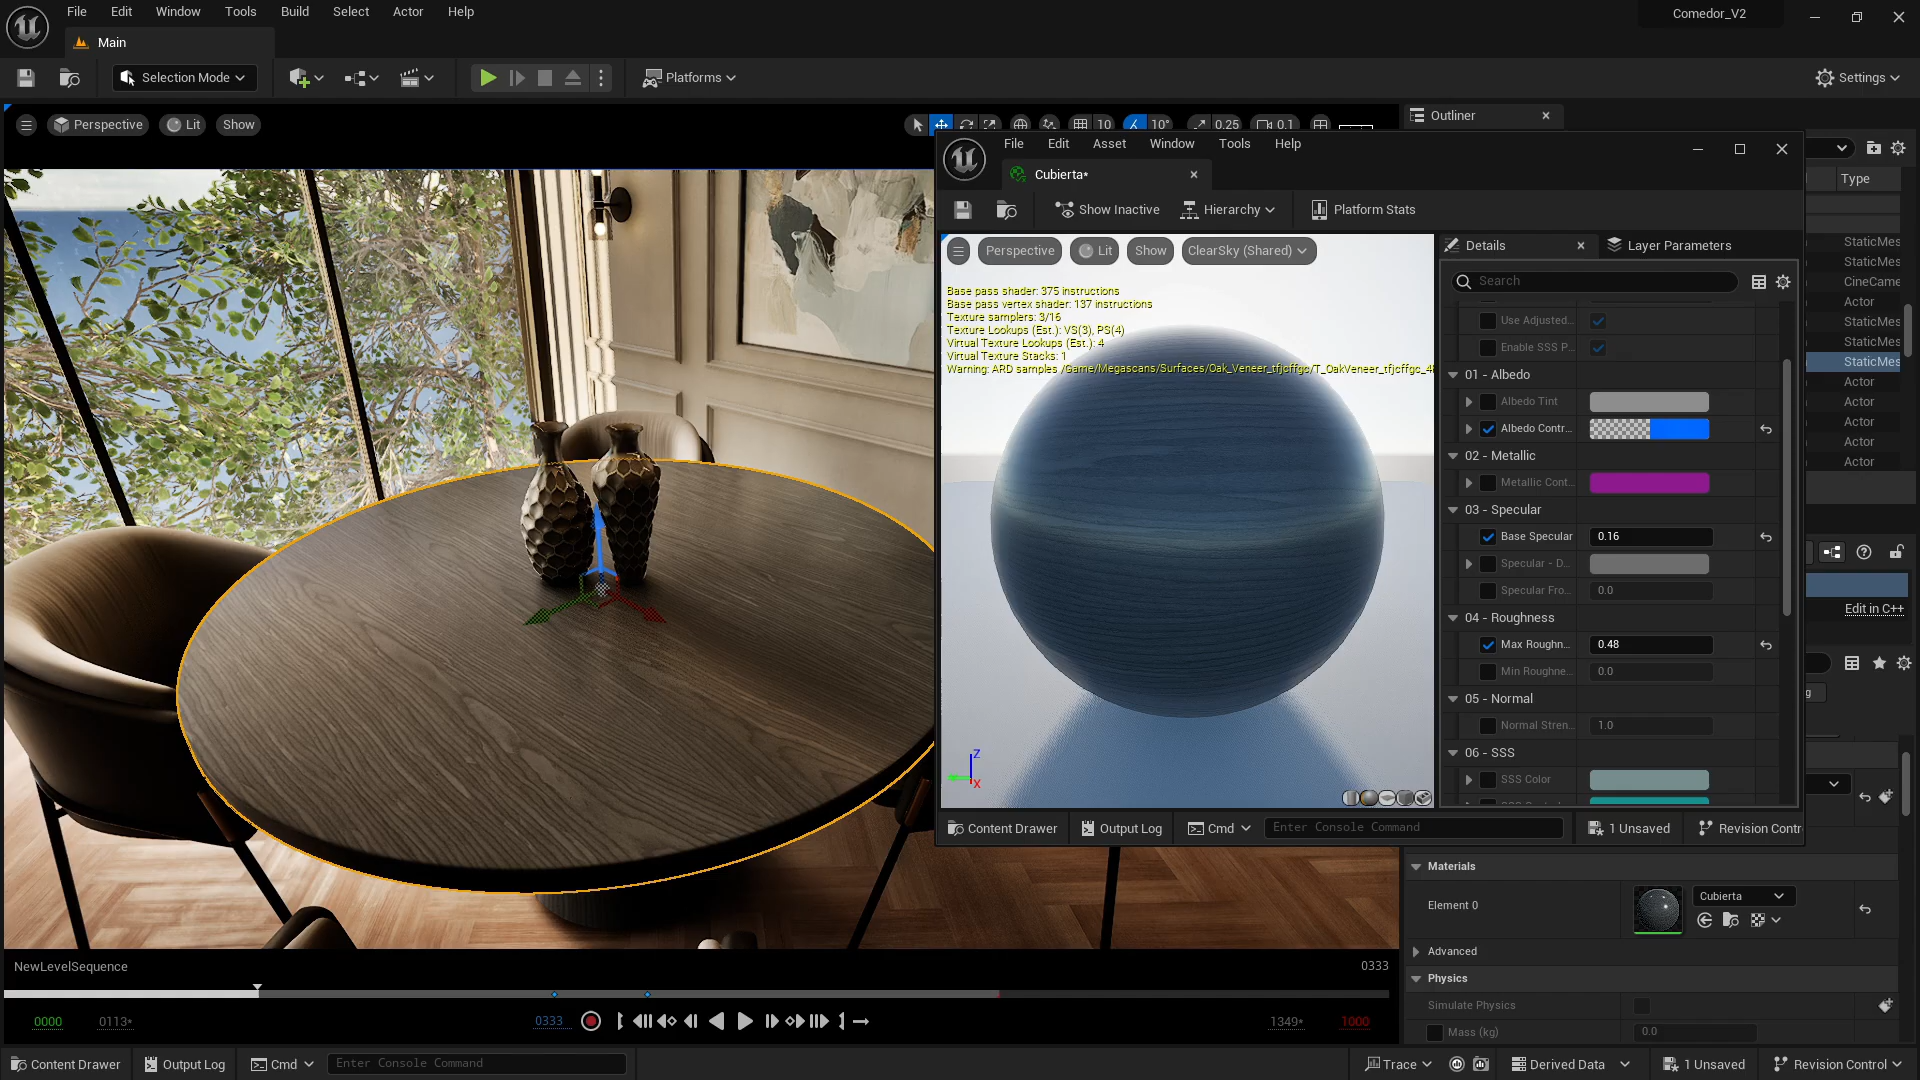 File Edit Window Tools Build Select Actor Help
Comedor_V2
Main
Selection Mode
Platforms
Settings
Perspective Lit Show
10 10° 0.25 0.1
Outliner
Type
StaticMes
StaticMes
CineCame
Actor
StaticMes
StaticMes
StaticMes
Actor
Actor
Actor
Actor
Actor
File Edit Asset Window Tools Help
Cubierta*
Show Inactive Hierarchy Platform Stats
Perspective Lit Show ClearSky (Shared)
Base pass shader: 375 instructions
Base pass vertex shader: 137 instructions
Texture samplers: 3/16
Texture Lookups (Est.): VS(3), PS(4)
Virtual Texture Lookups (Est.): 4
Virtual Texture Stacks: 1
Warning: ARD samples /Game/Megascans/Surfaces/Oak_Veneer_tfjcffgc/T_OakVeneer_tfjcffgc_4
Z
X
Details Layer Parameters
Search
Use Adjusted...
Enable SSS P...
01 - Albedo
Albedo Tint
Albedo Contr...
02 - Metallic
Metallic Cont...
03 - Specular
Base Specular 0.16
Specular - D...
Specular Fro... 0.0
04 - Roughness
Max Roughn... 0.48
Min Roughne... 0.0
05 - Normal
Normal Stren... 1.0
06 - SSS
SSS Color
Content Drawer Output Log Cmd Enter Console Command 1 Unsaved Revision Contr
Edit in C++
g
Materials
Element 0
Cubierta
Advanced
Physics
Simulate Physics
Mass (kg) 0.0
NewLevelSequence 0333
0000 0113* 0333 1349* 1000
Content Drawer Output Log Cmd Enter Console Command Trace Derived Data 1 Unsaved Revision Control